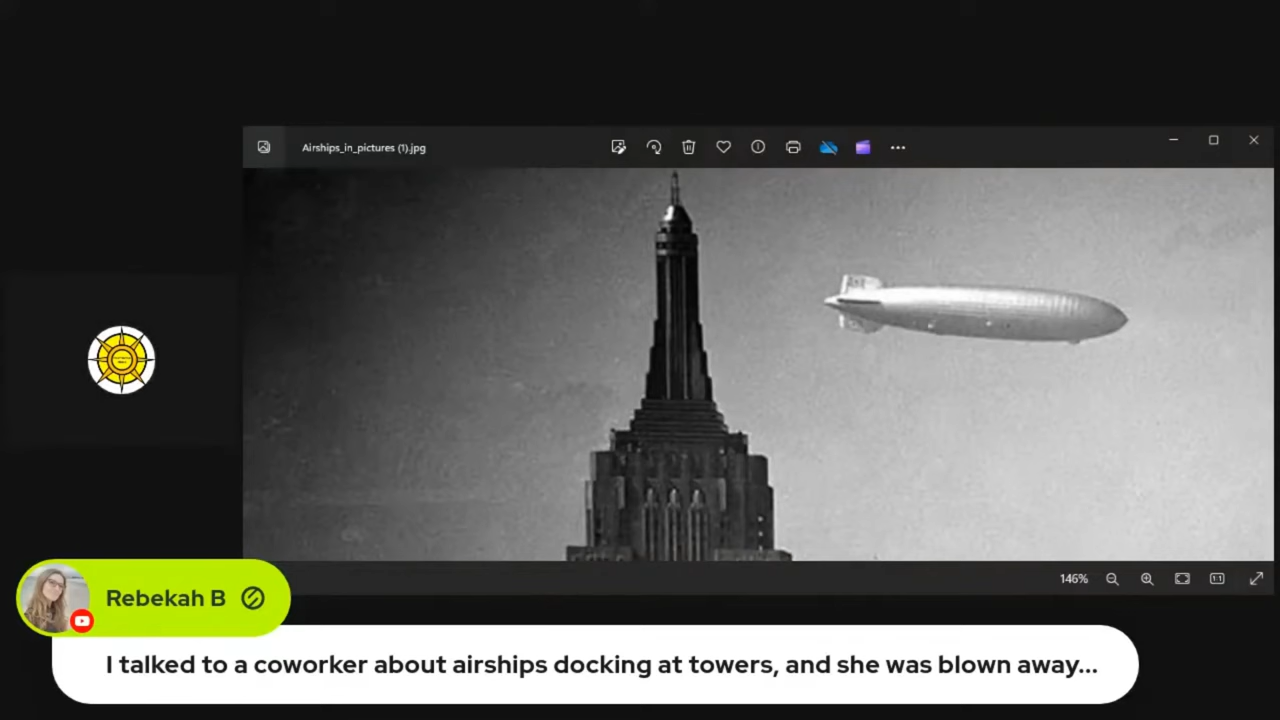 Airships_in_pictures (1).jpg
146%
Rebekah B
I talked to a coworker about airships docking at towers, and she was blown away...